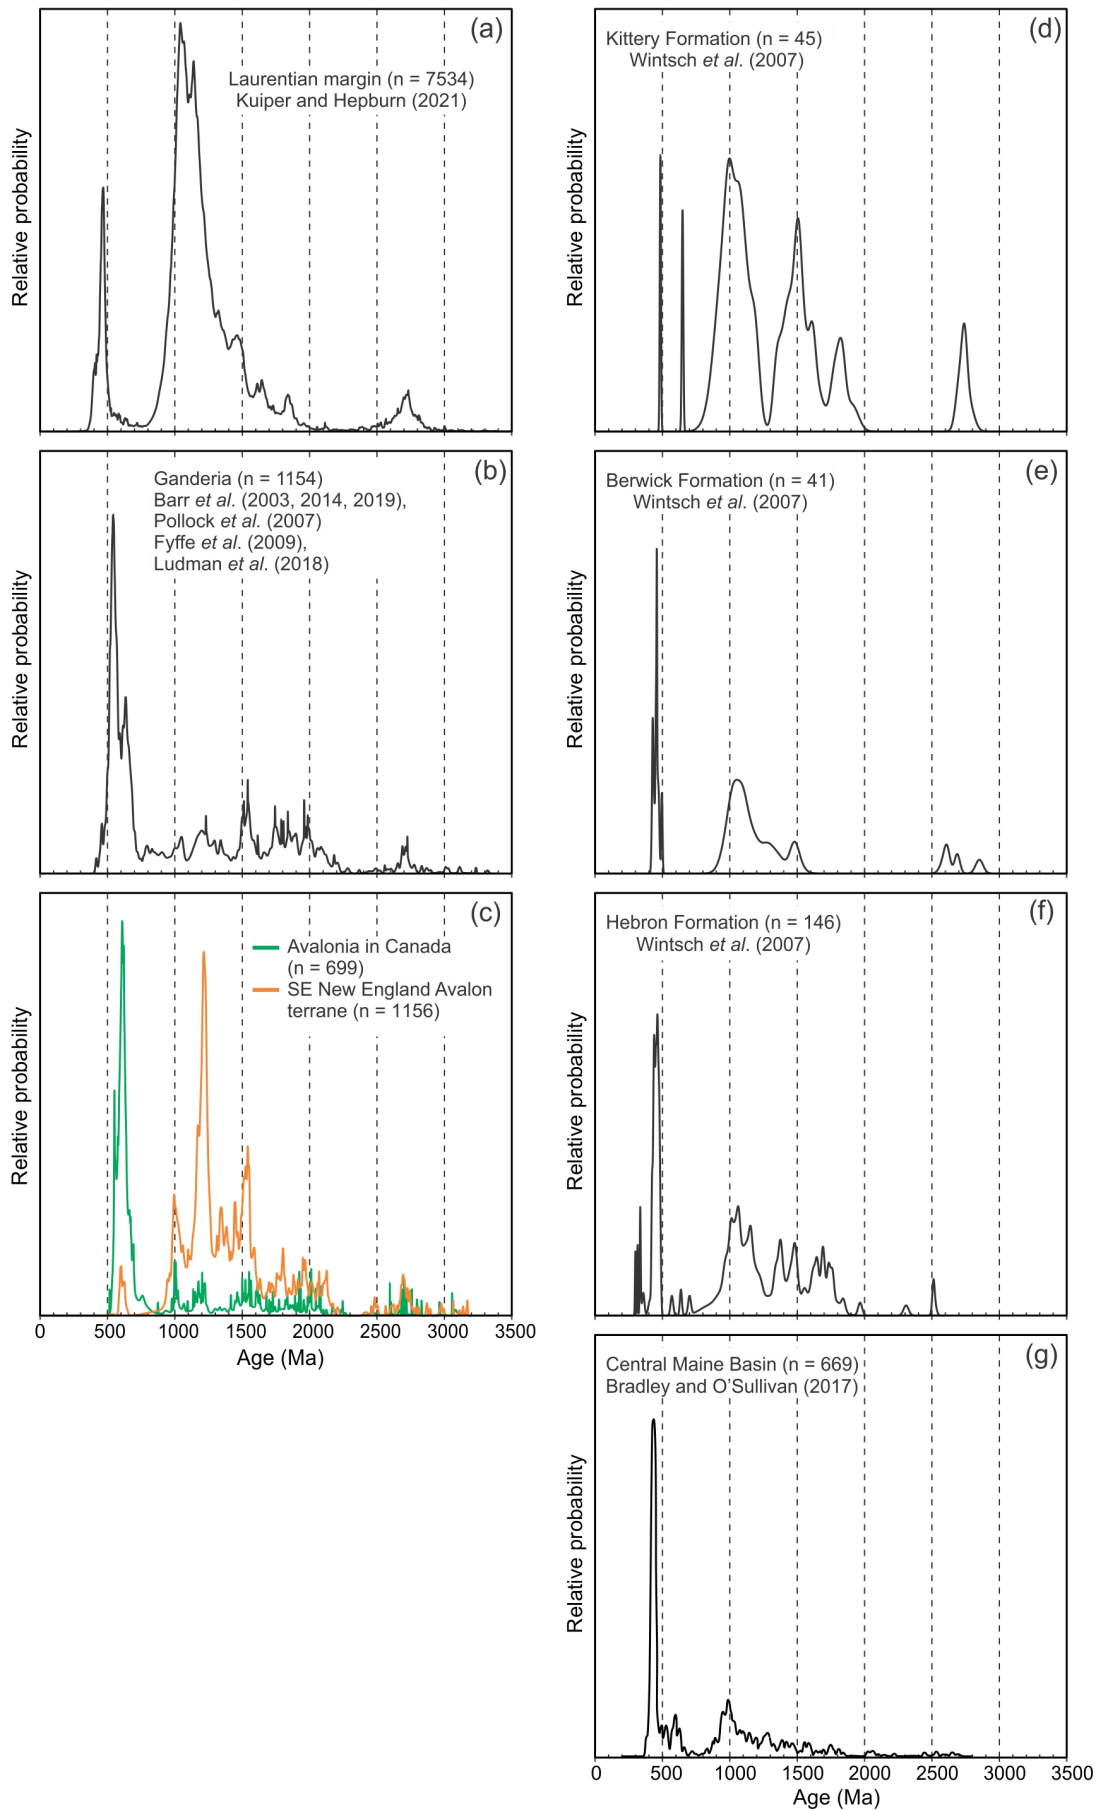 (a)
Laurentian margin (n = 7534)
Kuiper and Hepburn (2021)
Relative probability
(b)
Ganderia (n = 1154)
Barr et al. (2003, 2014, 2019),
Pollock et al. (2007)
Fyffe et al. (2009),
Ludman et al. (2018)
Relative probability
(c)
Avalonia in Canada
(n = 699)
SE New England Avalon
terrane (n = 1156)
Relative probability
0 500 1000 1500 2000 2500 3000 3500
Age (Ma)
(d)
Kittery Formation (n = 45)
Wintsch et al. (2007)
Relative probability
(e)
Berwick Formation (n = 41)
Wintsch et al. (2007)
Relative probability
(f)
Hebron Formation (n = 146)
Wintsch et al. (2007)
Relative probability
(g)
Central Maine Basin (n = 669)
Bradley and O’Sullivan (2017)
Relative probability
0 500 1000 1500 2000 2500 3000 3500
Age (Ma)